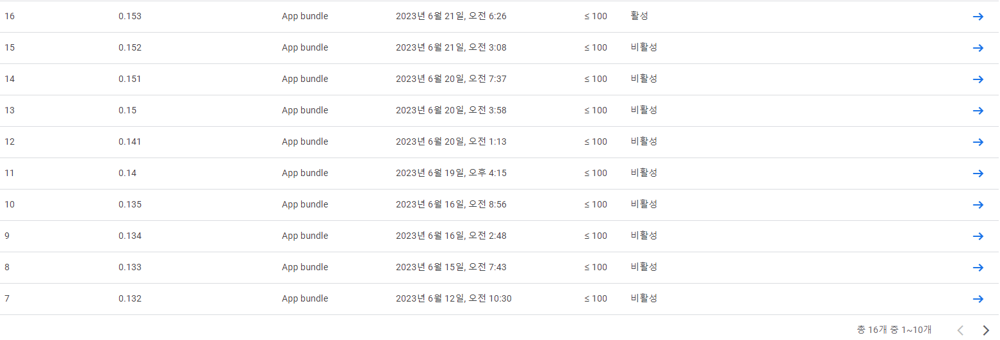 16 0.153 App bundle 2023년 6월 21일, 오전 6:26 ≤ 100 활성
15 0.152 App bundle 2023년 6월 21일, 오전 3:08 ≤ 100 비활성
14 0.151 App bundle 2023년 6월 20일, 오전 7:37 ≤ 100 비활성
13 0.15 App bundle 2023년 6월 20일, 오전 3:58 ≤ 100 비활성
12 0.141 App bundle 2023년 6월 20일, 오전 1:13 ≤ 100 비활성
11 0.14 App bundle 2023년 6월 19일, 오후 4:15 ≤ 100 비활성
10 0.135 App bundle 2023년 6월 16일, 오전 8:56 ≤ 100 비활성
9 0.134 App bundle 2023년 6월 16일, 오전 2:48 ≤ 100 비활성
8 0.133 App bundle 2023년 6월 15일, 오전 7:43 ≤ 100 비활성
7 0.132 App bundle 2023년 6월 12일, 오전 10:30 ≤ 100 비활성
총 16개 중 1~10개